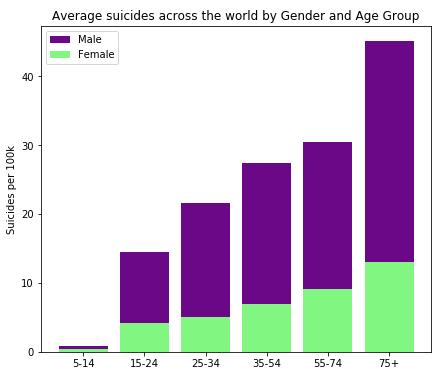 Average suicides across the world by Gender and Age Group
Male
Female
Suicides per 100k
40
30
20
10
0
5-14
15-24
25-34
35-54
55-74
75+